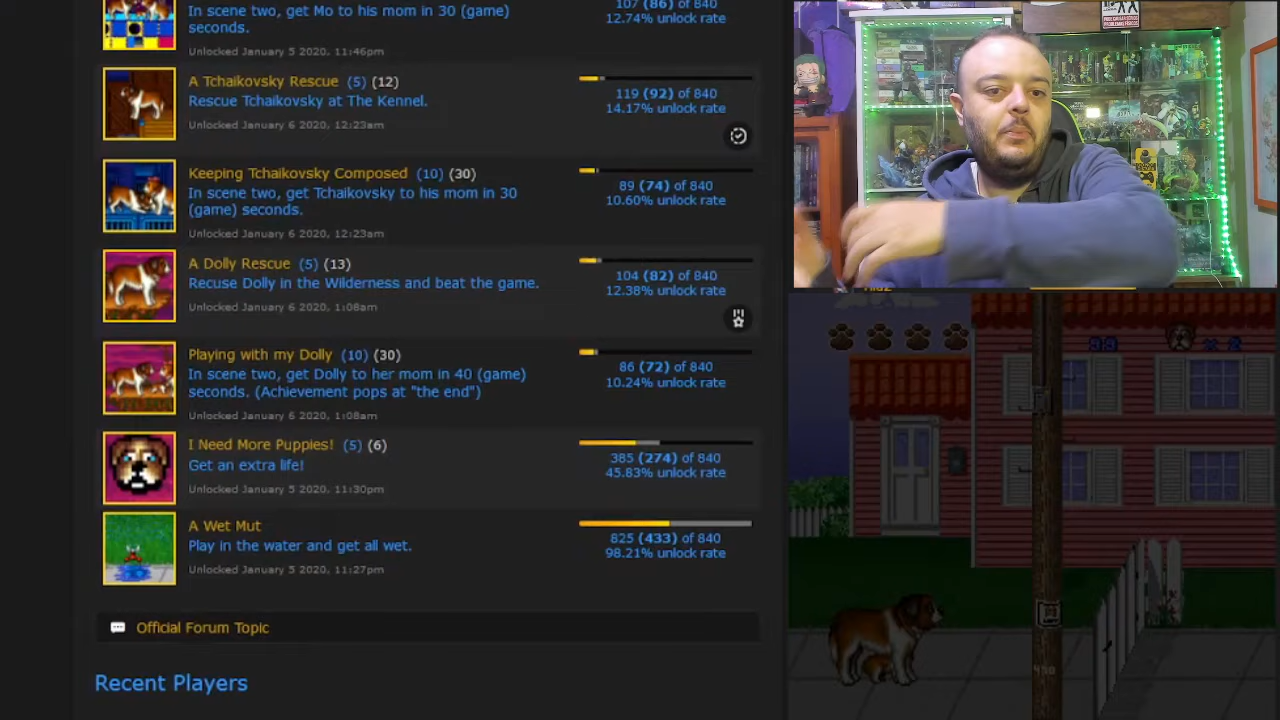 In scene two, get Mo to his mom in 30 (game)
seconds.
Unlocked January 5 2020, 11:46pm
107 (86) of 840
12.74% unlock rate
A Tchaikovsky Rescue (5) (12)
Rescue Tchaikovsky at The Kennel.
Unlocked January 6 2020, 12:23am
119 (92) of 840
14.17% unlock rate
Keeping Tchaikovsky Composed (10) (30)
In scene two, get Tchaikovsky to his mom in 30
(game) seconds.
Unlocked January 6 2020, 12:23am
89 (74) of 840
10.60% unlock rate
A Dolly Rescue (5) (13)
Recuse Dolly in the Wilderness and beat the game.
Unlocked January 6 2020, 1:08am
104 (82) of 840
12.38% unlock rate
Playing with my Dolly (10) (30)
In scene two, get Dolly to her mom in 40 (game)
seconds. (Achievement pops at "the end")
Unlocked January 6 2020, 1:08am
86 (72) of 840
10.24% unlock rate
I Need More Puppies! (5) (6)
Get an extra life!
Unlocked January 5 2020, 11:30pm
385 (274) of 840
45.83% unlock rate
A Wet Mut
Play in the water and get all wet.
Unlocked January 5 2020, 11:27pm
825 (433) of 840
98.21% unlock rate
Official Forum Topic
Recent Players